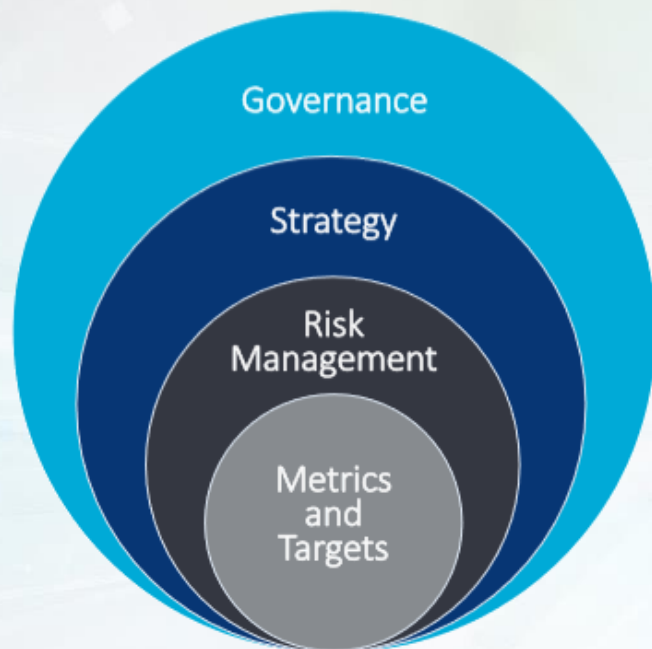 Governance
Strategy
Risk
Management
Metrics
and
Targets